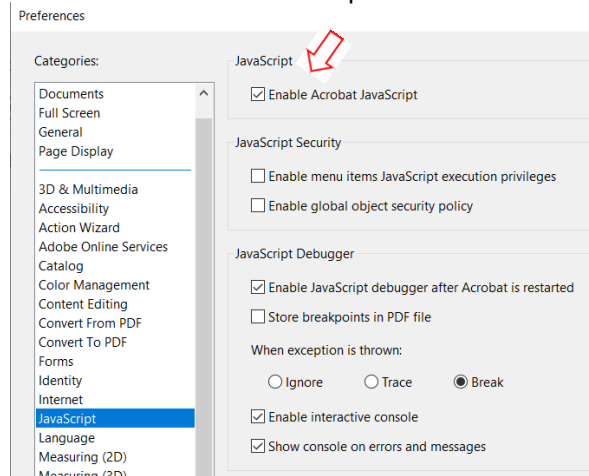 Preferences
Categories:
Documents
Full Screen
General
Page Display
3D & Multimedia
Accessibility
Action Wizard
Adobe Online Services
Catalog
Color Management
Content Editing
Convert From PDF
Convert To PDF
Forms
Identity
Internet
JavaScript
Language
Measuring (2D)
Measuring (3D)
JavaScript
Enable Acrobat JavaScript
JavaScript Security
Enable menu items JavaScript execution privileges
Enable global object security policy
JavaScript Debugger
Enable JavaScript debugger after Acrobat is restarted
Store breakpoints in PDF file
When exception is thrown:
Ignore Trace Break
Enable interactive console
Show console on errors and messages